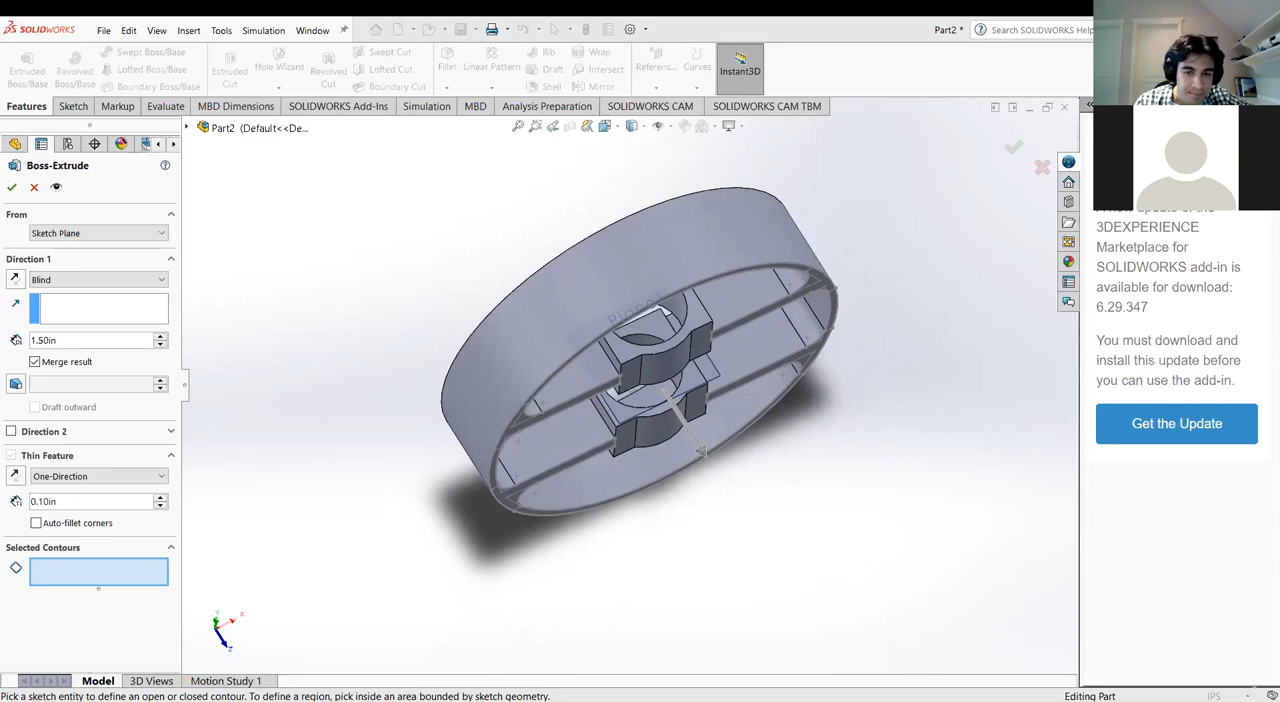 SOLIDWORKS
File Edit View Insert Tools Simulation Window
Part2 *
Search SOLIDWORKS Help
Extruded Boss/Base
Revolved Boss/Base
Swept Boss/Base
Lofted Boss/Base
Boundary Boss/Base
Extruded Cut
Hole Wizard
Revolved Cut
Swept Cut
Lofted Cut
Boundary Cut
Fillet
Linear Pattern
Rib
Draft
Shell
Wrap
Intersect
Mirror
Referenc...
Curves
Instant3D
Features Sketch Markup Evaluate MBD Dimensions SOLIDWORKS Add-Ins Simulation MBD Analysis Preparation SOLIDWORKS CAM SOLIDWORKS CAM TBM
Part2 (Default<<De...
Boss-Extrude
From
Sketch Plane
Direction 1
Blind
1.50in
Merge result
Draft outward
Direction 2
Thin Feature
One-Direction
0.10in
Auto-fillet corners
Selected Contours
Y
X
Z
3DEXPERIENCE
Marketplace for
SOLIDWORKS add-in is
available for download:
6.29.347
You must download and
install this update before
you can use the add-in.
Get the Update
Model 3D Views Motion Study 1
Pick a sketch entity to define an open or closed contour. To define a region, pick inside an area bounded by sketch geometry.
Editing Part
IPS